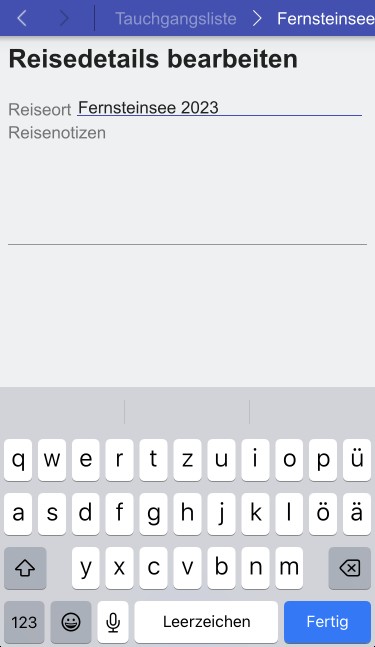 Tauchgangsliste > Fernsteinsee
Reisedetails bearbeiten
Reiseort Fernsteinsee 2023
Reisenotizen
q w e r t z u i o p ü
a s d f g h j k l ö ä
y x c v b n m
123 Leerzeichen Fertig